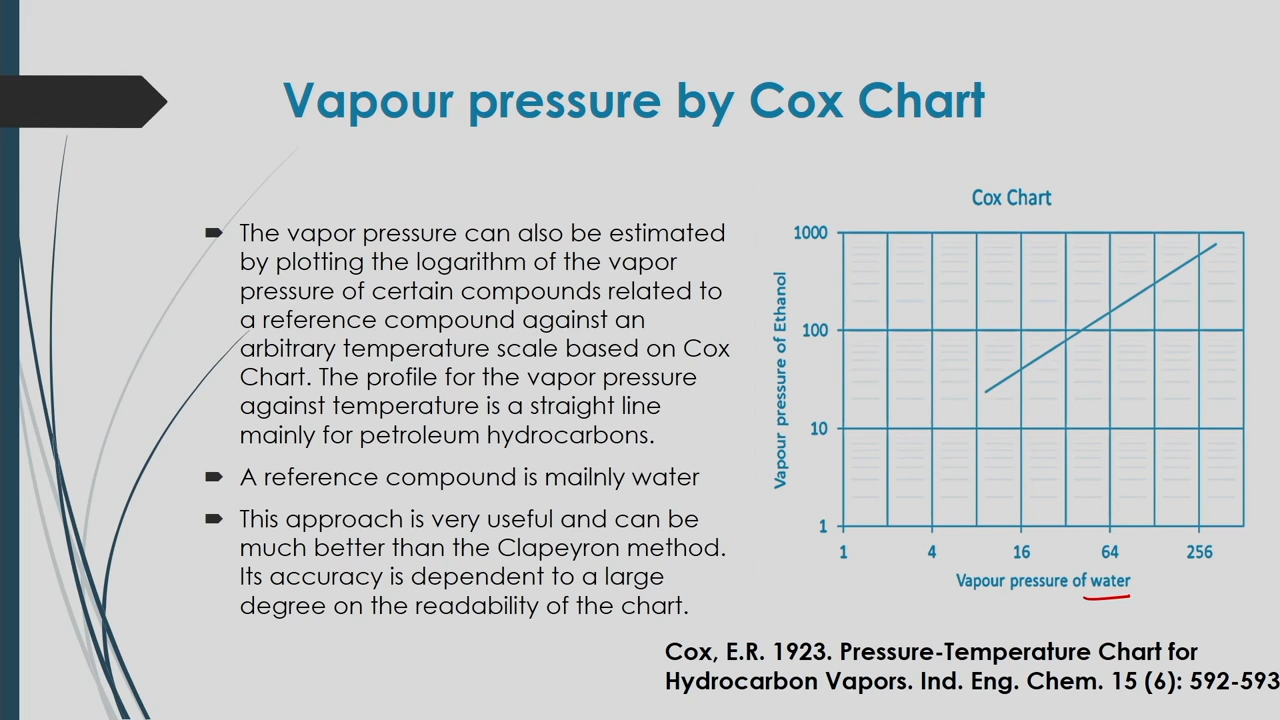 Vapour pressure by Cox Chart
The vapor pressure can also be estimated
by plotting the logarithm of the vapor
pressure of certain compounds related to
a reference compound against an
arbitrary temperature scale based on Cox
Chart. The profile for the vapor pressure
against temperature is a straight line
mainly for petroleum hydrocarbons.
A reference compound is mailnly water
This approach is very useful and can be
much better than the Clapeyron method.
Its accuracy is dependent to a large
degree on the readability of the chart.
Cox Chart
Vapour pressure of Ethanol
1000
100
10
1
1 4 16 64 256
Vapour pressure of water
Cox, E.R. 1923. Pressure-Temperature Chart for
Hydrocarbon Vapors. Ind. Eng. Chem. 15 (6): 592-593